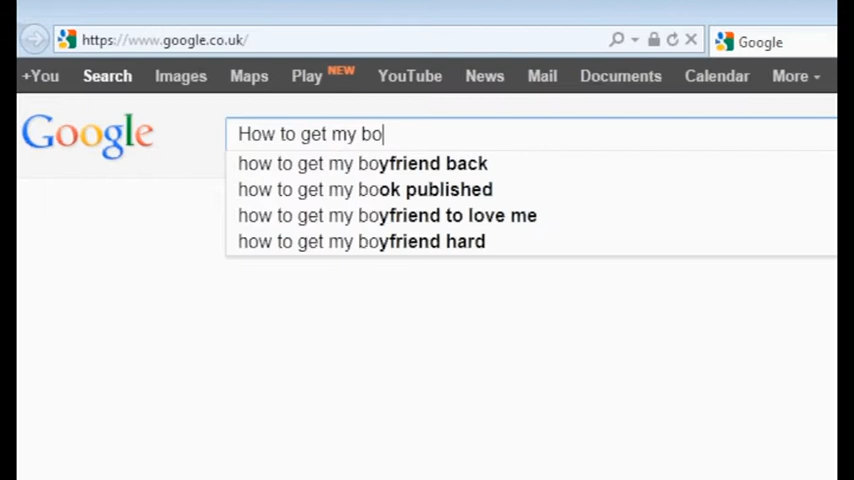 https://www.google.co.uk/
Google
+You Search Images Maps Play NEW YouTube News Mail Documents Calendar More
Google
How to get my bo
how to get my boyfriend back
how to get my book published
how to get my boyfriend to love me
how to get my boyfriend hard